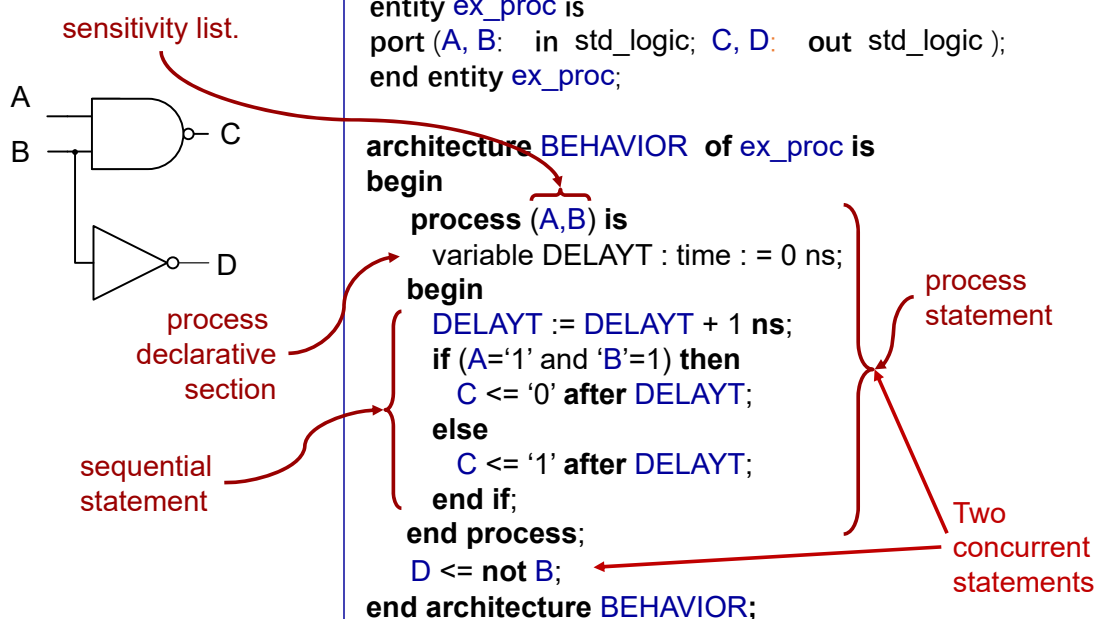 sensitivity list.
A
B
C
D
process
declarative
section
sequential
statement
entity ex_proc is
port (A, B: in std_logic; C, D: out std_logic );
end entity ex_proc;
architecture BEHAVIOR of ex_proc is
begin
process (A,B) is
variable DELAYT : time : = 0 ns;
begin
DELAYT := DELAYT + 1 ns;
if (A=‘1’ and ‘B’=1) then
C <= ‘0’ after DELAYT;
else
C <= ‘1’ after DELAYT;
end if;
end process;
D <= not B;
end architecture BEHAVIOR;
process
statement
Two
concurrent
statements